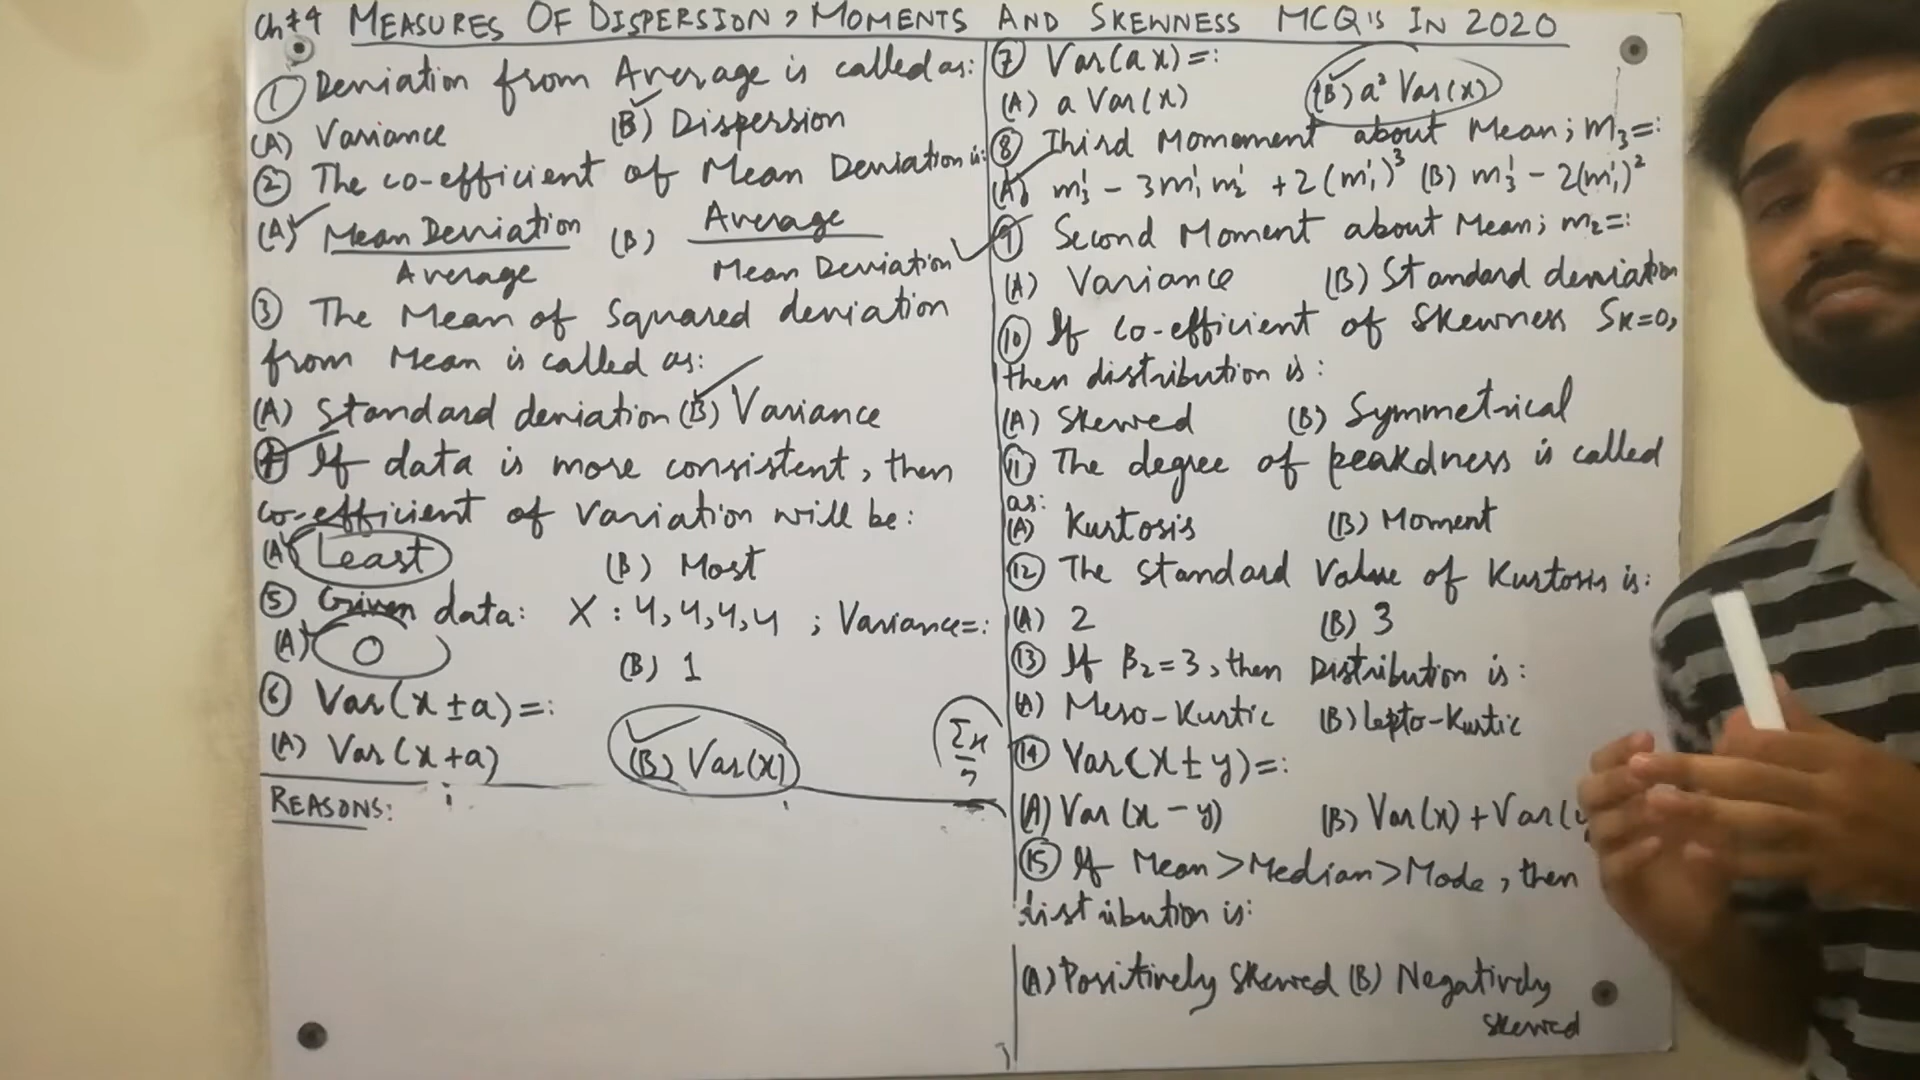 Ch#4 MEASURES OF DISPERSION, MOMENTS AND SKEWNESS MCQ'S IN 2020
① Deviation from Average is called as:
(A) Variance (B) Dispersion
② The co-efficient of Mean Deviation is:
(A) Mean Deviation / Average (B) Average / Mean Deviation
③ The Mean of Squared deviation
from Mean is called as:
(A) Standard deviation (B) Variance
④ If data is more consistent, then
co-efficient of variation will be:
(A) Least (B) Most
⑤ Given data: X : 4, 4, 4, 4 ; Variance=:
(A) 0 (B) 1
⑥ Var(x±a)=:
(A) Var(x+a) (B) Var(x)
Σx/n
REASONS:
⑦ Var(ax)=:
(A) a Var(x) (B) a² Var(x)
⑧ Third Momoment about Mean; m₃=:
(A) m₃' - 3m₁' m₂' + 2(m₁')³ (B) m₃' - 2(m₁')²
⑨ Second Moment about Mean; m₂=:
(A) Variance (B) Standard deviation
⑩ If co-efficient of Skewness Sₖ=0,
then distribution is:
(A) Skewed (B) Symmetrical
⑪ The degree of peakdness is called
as:
(A) Kurtosis (B) Moment
⑫ The standard Value of Kurtosis is:
(A) 2 (B) 3
⑬ If β₂=3, then Distribution is:
(A) Meso-Kurtic (B) Lepto-Kurtic
⑭ Var(x±y)=:
(A) Var(x-y) (B) Var(x)+Var(
⑮ If Mean>Median>Mode, then
distribution is:
(A) Positively Skewed (B) Negatively
skewed